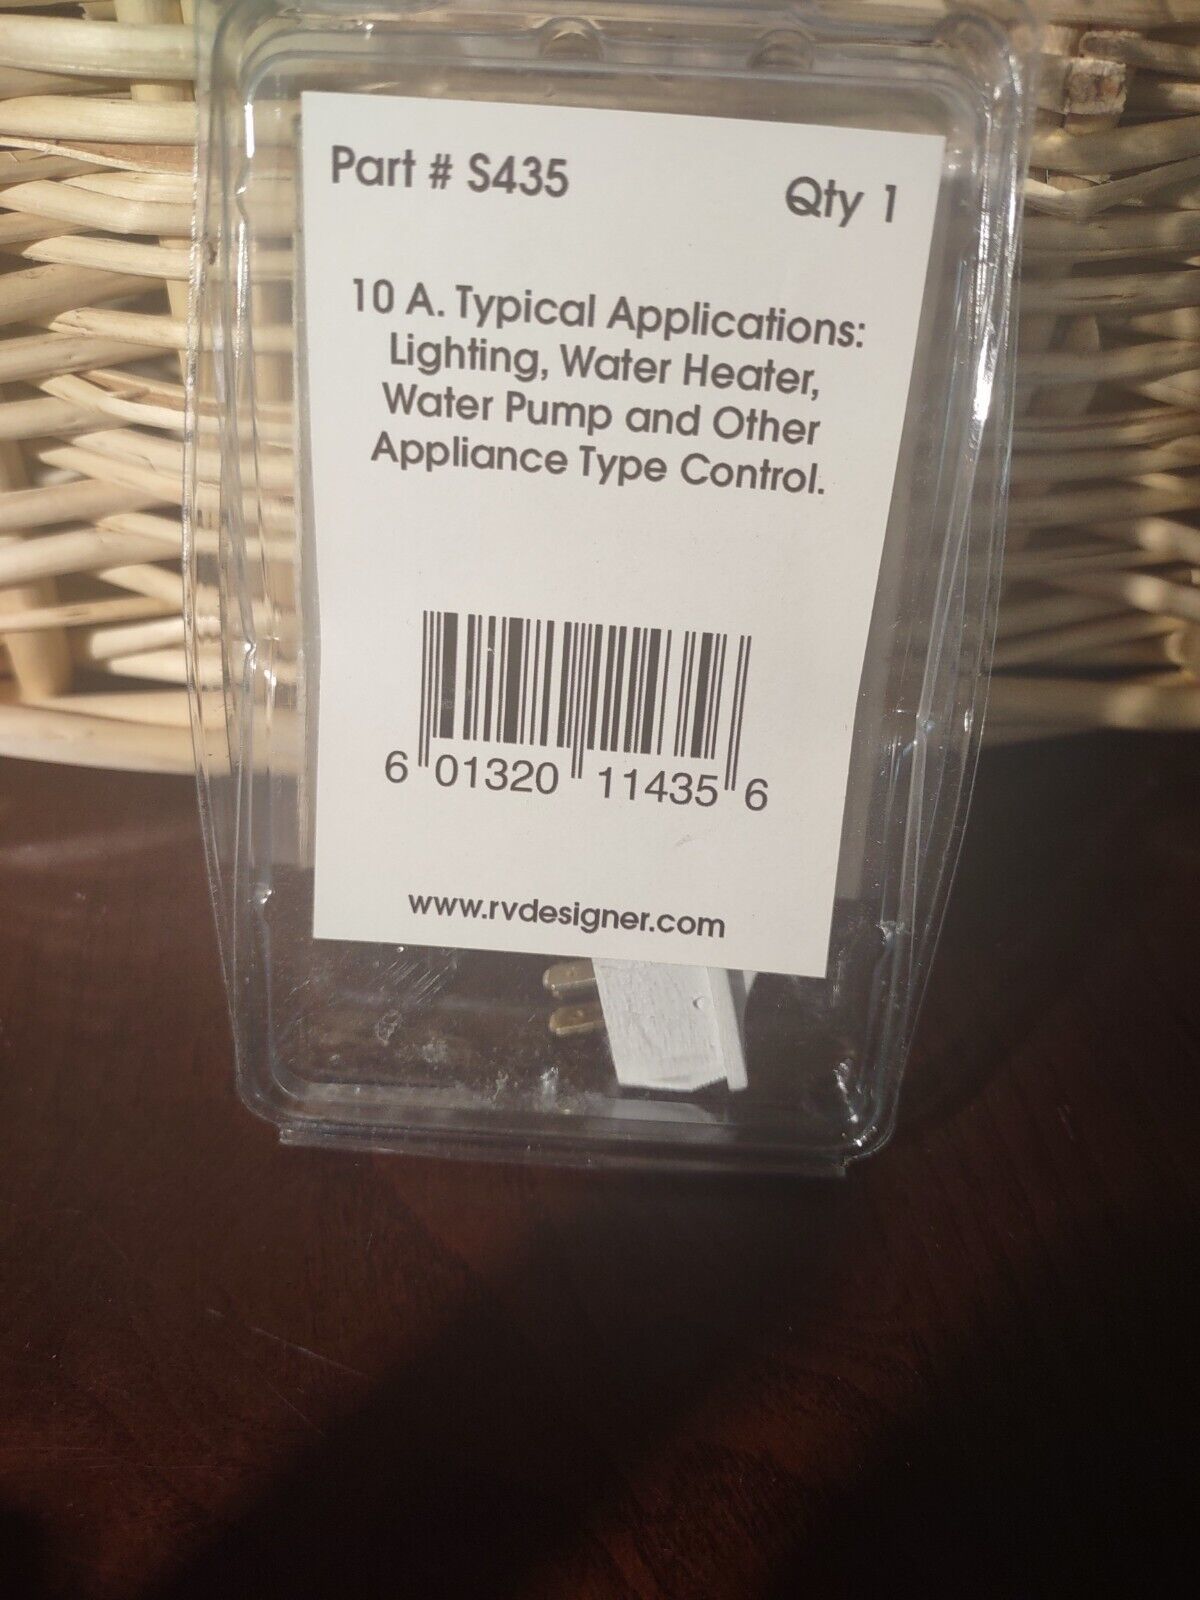 Part # S435
Qty 1
10 A. Typical Applications:
Lighting, Water Heater,
Water Pump and Other
Appliance Type Control.
6 01320 11435 6
www.rvdesigner.com